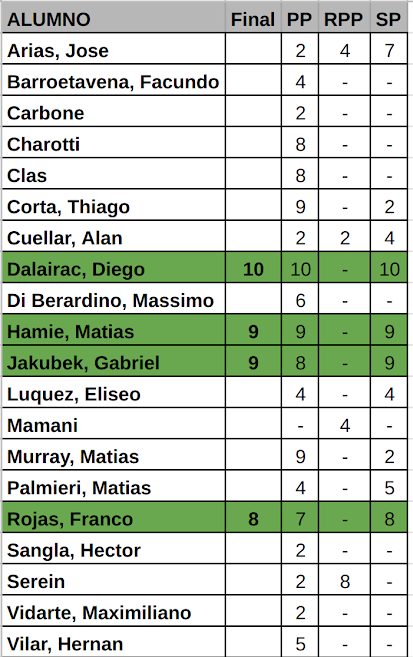 ALUMNO Final PP RPP SP
Arias, Jose 2 4 7
Barroetavena, Facundo 4 - -
Carbone 2 - -
Charotti 8 - -
Clas 8 - -
Corta, Thiago 9 - 2
Cuellar, Alan 2 2 4
Dalairac, Diego 10 10 - 10
Di Berardino, Massimo 6 - -
Hamie, Matias 9 9 - 9
Jakubek, Gabriel 9 8 - 9
Luquez, Eliseo 4 - 4
Mamani - 4 -
Murray, Matias 9 - 2
Palmieri, Matias 4 - 5
Rojas, Franco 8 7 - 8
Sangla, Hector 2 - -
Serein 2 8 -
Vidarte, Maximiliano 2 - -
Vilar, Hernan 5 - -